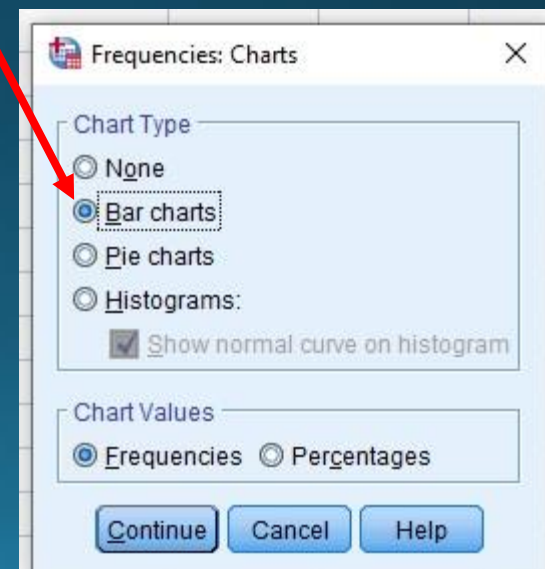 Frequencies: Charts
Chart Type
None
Bar charts
Pie charts
Histograms:
Show normal curve on histogram
Chart Values
Frequencies Percentages
Continue Cancel Help